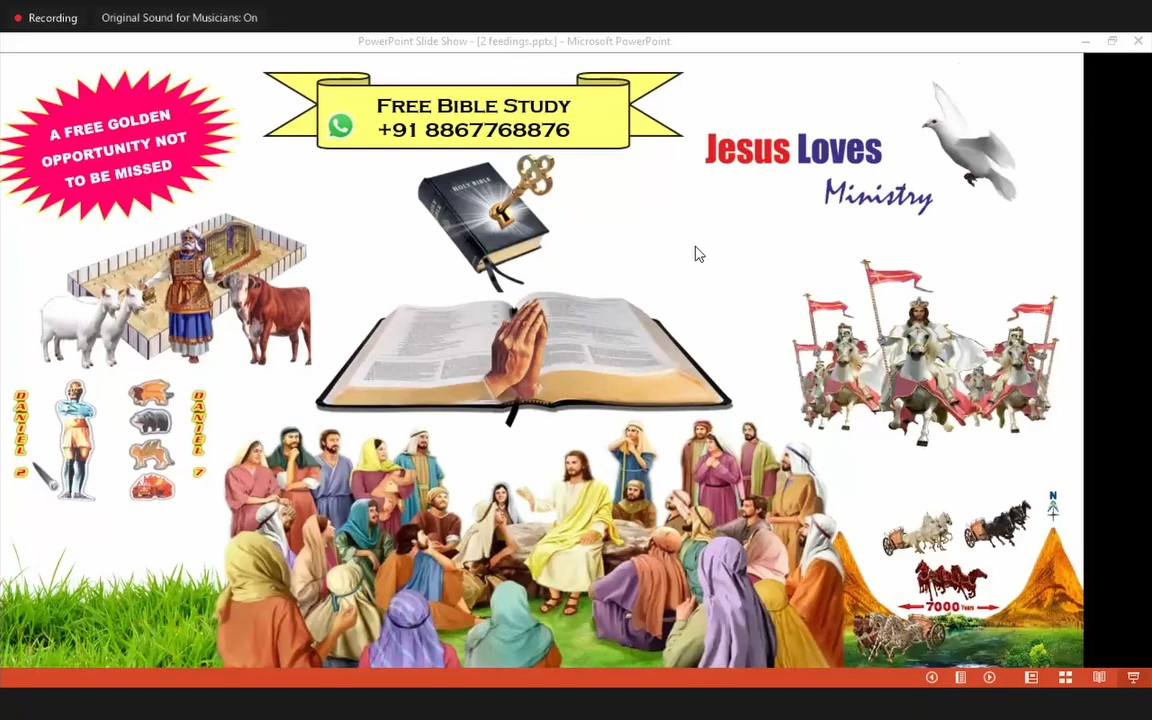 Recording
Original Sound for Musicians: On
PowerPoint Slide Show - [2 feedings.pptx] - Microsoft PowerPoint
A FREE GOLDEN
OPPORTUNITY NOT
TO BE MISSED
FREE BIBLE STUDY
+91 8867768876
Jesus Loves
Ministry
HOLY BIBLE
DANIEL 2
DANIEL 7
N
7000 Years